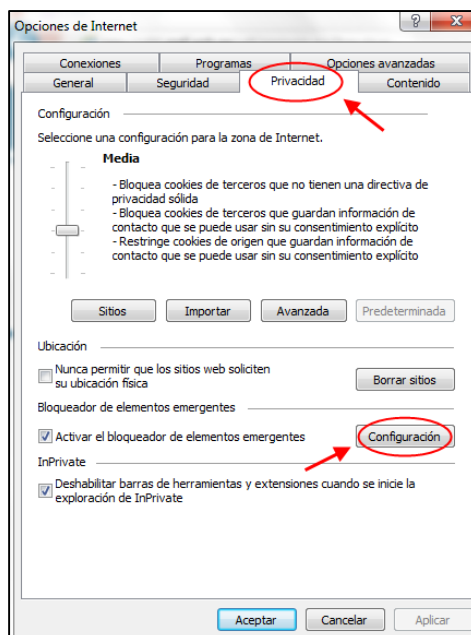 Opciones de Internet
Conexiones Programas Opciones avanzadas
General Seguridad Privacidad Contenido
Configuración
Seleccione una configuración para la zona de Internet.
Media
- Bloquea cookies de terceros que no tienen una directiva de
privacidad sólida
- Bloquea cookies de terceros que guardan información de
contacto que se puede usar sin su consentimiento explícito
- Restringe cookies de origen que guardan información de
contacto que se puede usar sin su consentimiento explícito
Sitios Importar Avanzada Predeterminada
Ubicación
Nunca permitir que los sitios web soliciten
su ubicación física
Borrar sitios
Bloqueador de elementos emergentes
Activar el bloqueador de elementos emergentes Configuración
InPrivate
Deshabilitar barras de herramientas y extensiones cuando se inicie la
exploración de InPrivate
Aceptar Cancelar Aplicar